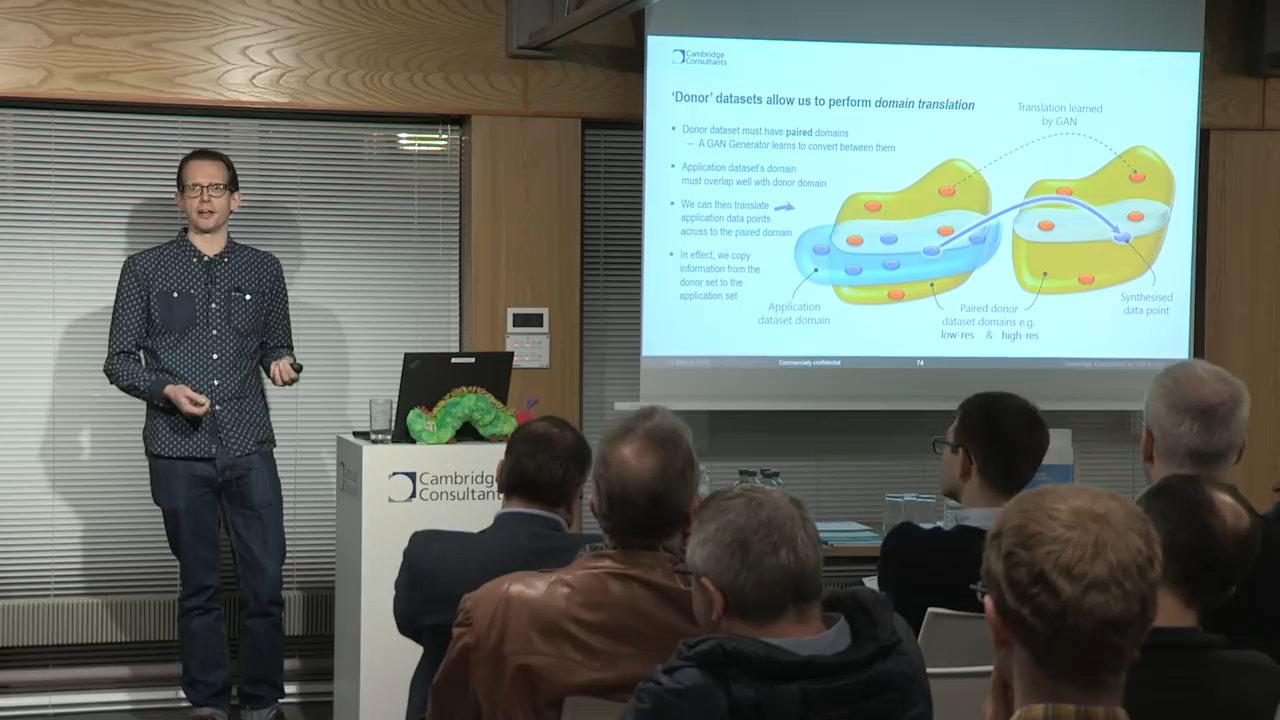 Cambridge
Consultants
'Donor' datasets allow us to perform domain translation
Translation learned
by GAN
▪ Donor dataset must have paired domains
– A GAN Generator learns to convert between them
▪ Application dataset's domain
must overlap well with donor domain
▪ We can then translate
application data points
across to the paired domain
▪ In effect, we copy
information from the
donor set to the
application set
Application
dataset domain
Paired donor
dataset domains e.g.
low-res & high-res
Synthesised
data point
Commercially confidential
74
Cambridge
Consultant